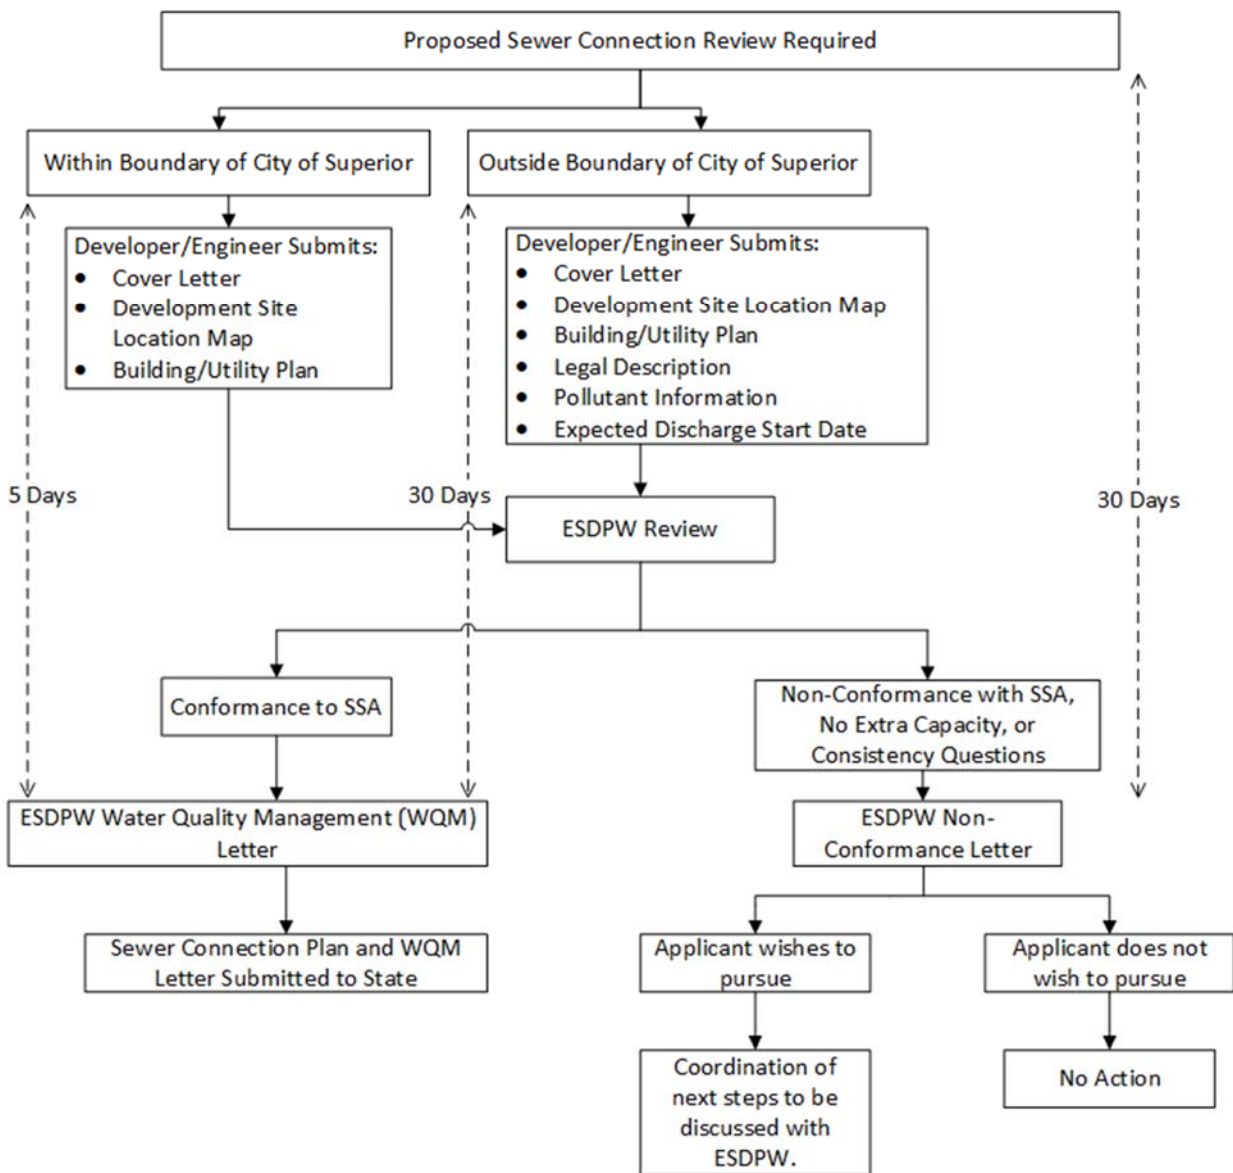 Proposed Sewer Connection Review Required
Within Boundary of City of Superior
Outside Boundary of City of Superior
Developer/Engineer Submits:
• Cover Letter
• Development Site
Location Map
• Building/Utility Plan
Developer/Engineer Submits:
• Cover Letter
• Development Site Location Map
• Building/Utility Plan
• Legal Description
• Pollutant Information
• Expected Discharge Start Date
5 Days
30 Days
30 Days
ESDPW Review
Conformance to SSA
Non-Conformance with SSA,
No Extra Capacity, or
Consistency Questions
ESDPW Water Quality Management (WQM)
Letter
ESDPW Non-
Conformance Letter
Sewer Connection Plan and WQM
Letter Submitted to State
Applicant wishes to
pursue
Applicant does not
wish to pursue
Coordination of
next steps to be
discussed with
ESDPW.
No Action